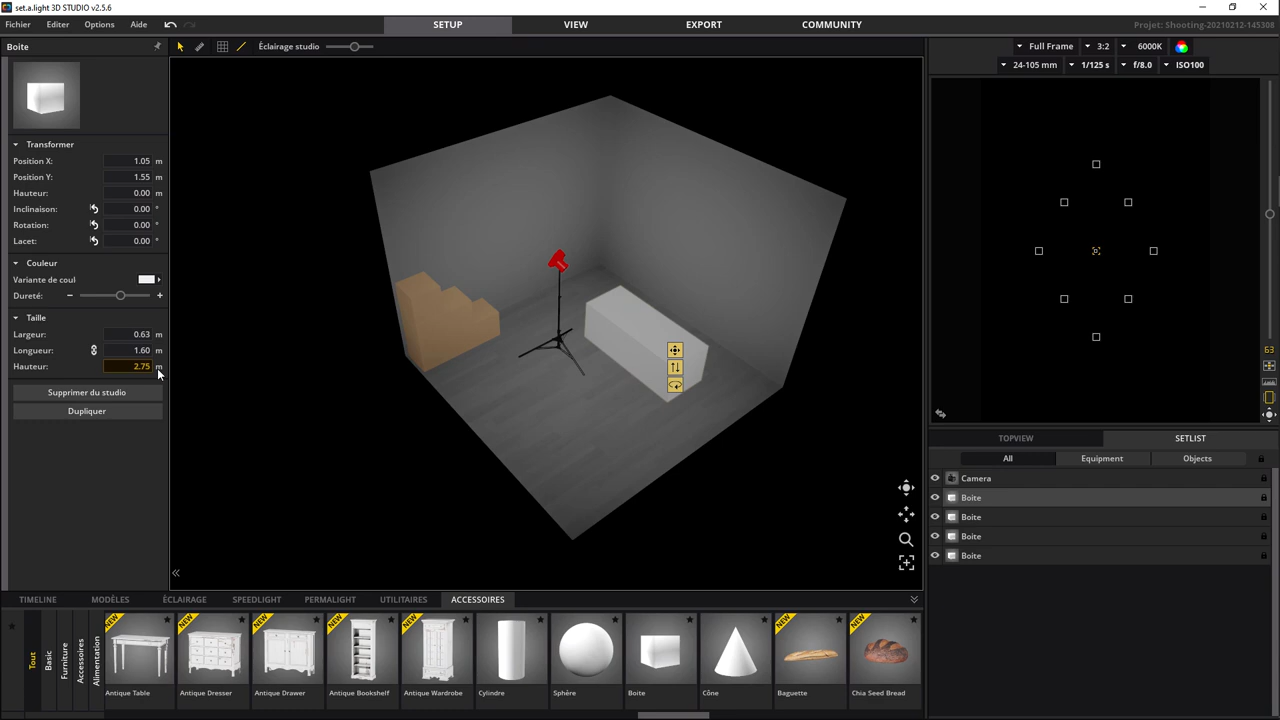 set.a.light 3D STUDIO v2.5.6
Fichier Editer Options Aide SETUP VIEW EXPORT COMMUNITY Projet: Shooting-20210212-145308
Boite
Éclairage studio
Full Frame 3:2 6000K
24-105 mm 1/125 s f/8.0 ISO100
Transformer
Position X: 1.05 m
Position Y: 1.55 m
Hauteur: 0.00 m
Inclinaison: 0.00 °
Rotation: 0.00 °
Lacet: 0.00 °
Couleur
Variante de coul
Dureté: − +
Taille
Largeur: 0.63 m
Longueur: 1.60 m
Hauteur: 2.75 m
Supprimer du studio
Dupliquer
63
TOPVIEW SETLIST
All Equipment Objects
Camera
Boite
Boite
Boite
Boite
TIMELINE MODÈLES ÉCLAIRAGE SPEEDLIGHT PERMALIGHT UTILITAIRES ACCESSOIRES
Tout
Basic
Furniture
Accessoires
Alimentation
NEW NEW NEW NEW NEW NEW NEW
Antique Table Antique Dresser Antique Drawer Antique Bookshelf Antique Wardrobe Cylindre Sphère Boite Cône Baguette Chia Seed Bread